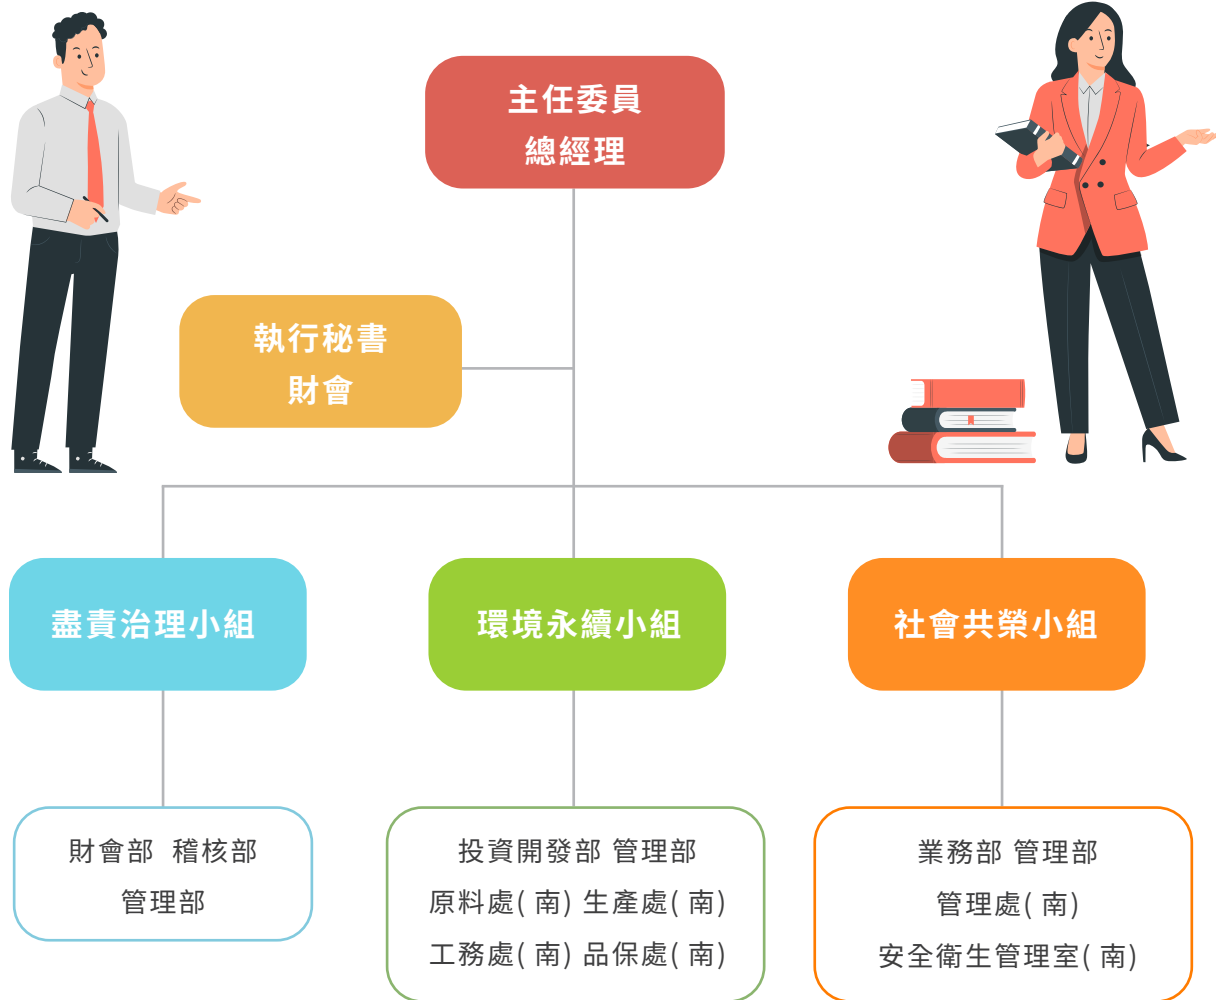 主任委員
總經理
執行秘書
財會
盡責治理小組
環境永續小組
社會共榮小組
財會部 稽核部
管理部
投資開發部 管理部
原料處( 南) 生產處( 南)
工務處( 南) 品保處( 南)
業務部 管理部
管理處( 南)
安全衛生管理室( 南)